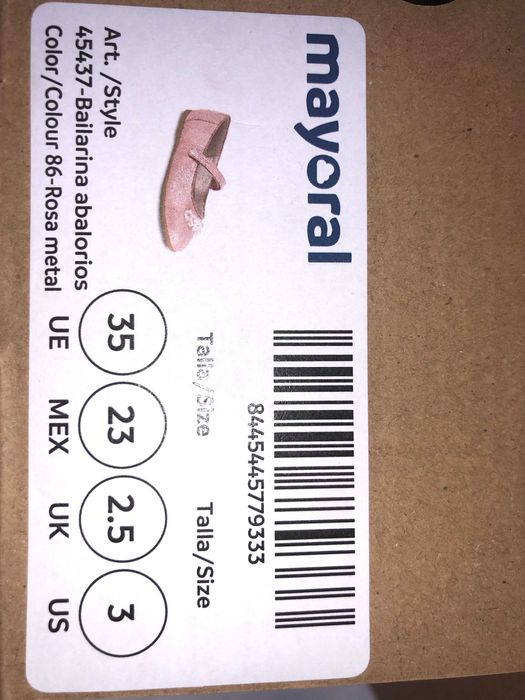 mayoral
8445445779333
Talla/Size Talla/Size
35 23 2.5 3
UE MEX UK US
Art. /Style
45437-Bailarina abalorios
Color/Colour 86-Rosa metal